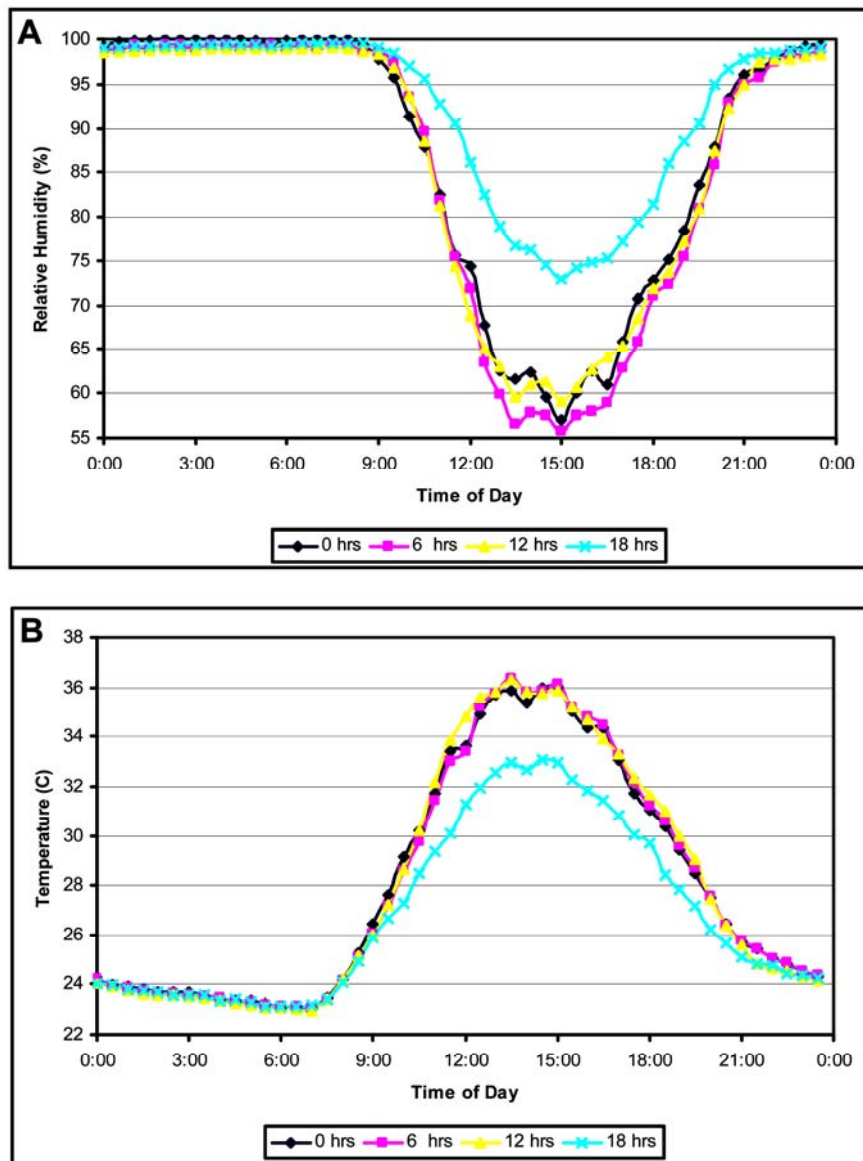 A
100
95
90
85
80
75
70
65
60
55
Relative Humidity (%)
0:00 3:00 6:00 9:00 12:00 15:00 18:00 21:00 0:00
Time of Day
0 hrs 6 hrs 12 hrs 18 hrs
B
38
36
34
32
30
28
26
24
22
Temperature (C)
0:00 3:00 6:00 9:00 12:00 15:00 18:00 21:00 0:00
Time of Day
0 hrs 6 hrs 12 hrs 18 hrs